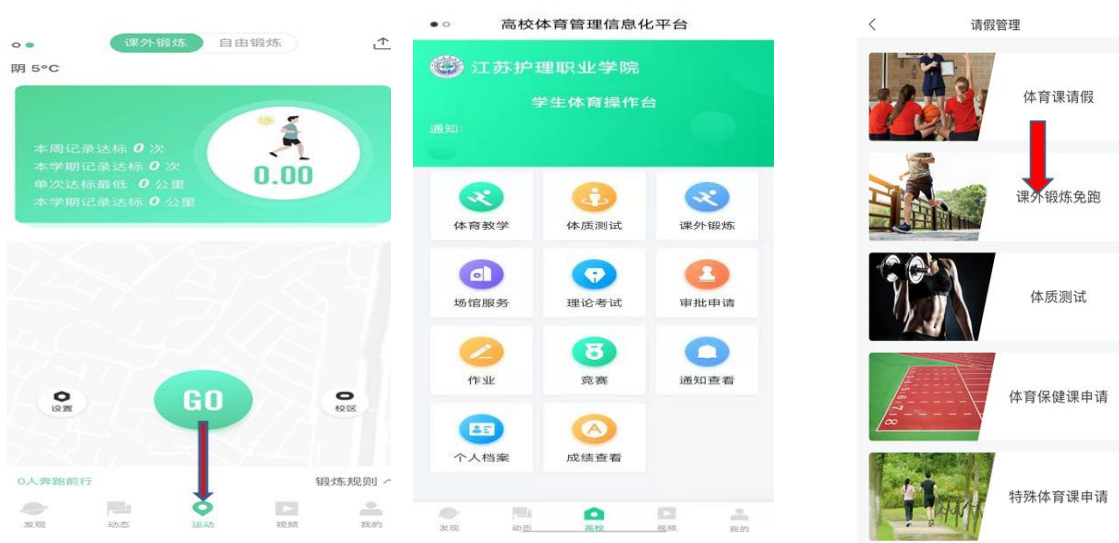 课外锻炼
自由锻炼
阴 5°C
本周记录达标 0 次
本学期记录达标 0 次
单次达标最低 0 公里
本学期记录达标 0 公里
0.00
GO
设置
校区
0人奔跑前行
锻炼规则
发现
动态
运动
视频
我的
高校体育管理信息化平台
江苏护理职业学院
学生体育操作台
通知:
体育教学
体质测试
课外锻炼
场馆服务
理论考试
审批申请
作业
竞赛
通知查看
个人档案
成绩查看
发现
动态
高校
视频
我的
请假管理
体育课请假
课外锻炼免跑
体质测试
体育保健课申请
特殊体育课申请